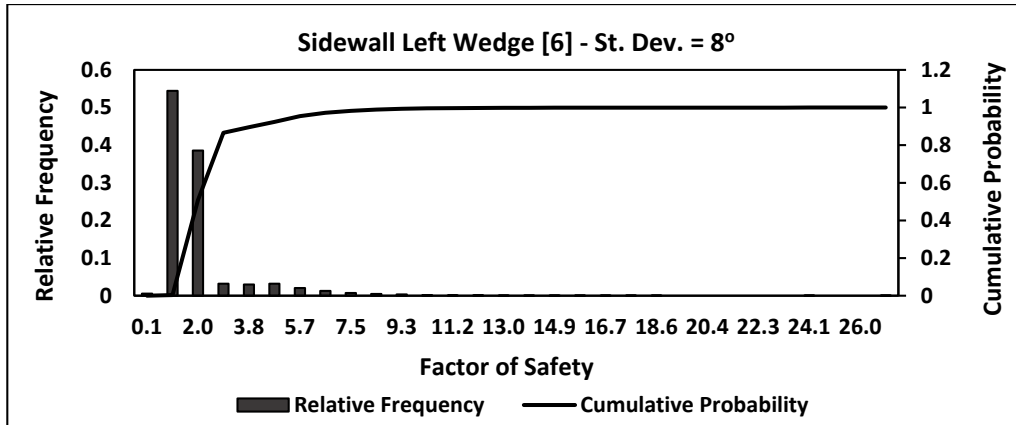 Sidewall Left Wedge [6] - St. Dev. = 8º
0.6
0.5
0.4
0.3
0.2
0.1
0
Relative Frequency
1.2
1
0.8
0.6
0.4
0.2
0
Cumulative Probability
0.1 2.0 3.8 5.7 7.5 9.3 11.2 13.0 14.9 16.7 18.6 20.4 22.3 24.1 26.0
Factor of Safety
Relative Frequency Cumulative Probability